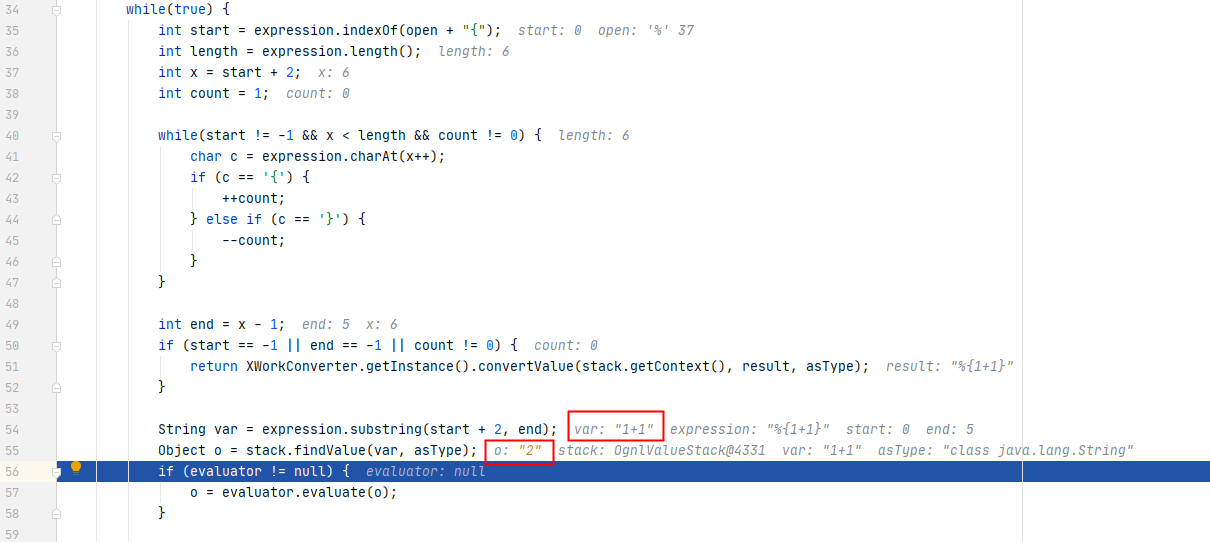 34 while(true) {
35 int start = expression.indexOf(open + "{"); start: 0 open: '%' 37
36 int length = expression.length(); length: 6
37 int x = start + 2; x: 6
38 int count = 1; count: 0
39
40 while(start != -1 && x < length && count != 0) { length: 6
41 char c = expression.charAt(x++);
42 if (c == '{') {
43 ++count;
44 } else if (c == '}') {
45 --count;
46 }
47 }
48
49 int end = x - 1; end: 5 x: 6
50 if (start == -1 || end == -1 || count != 0) { count: 0
51 return XWorkConverter.getInstance().convertValue(stack.getContext(), result, asType); result: "%{1+1}"
52 }
53
54 String var = expression.substring(start + 2, end); var: "1+1" expression: "%{1+1}" start: 0 end: 5
55 Object o = stack.findValue(var, asType); o: "2" stack: OgnlValueStack@4331 var: "1+1" asType: "class java.lang.String"
56 if (evaluator != null) { evaluator: null
57 o = evaluator.evaluate(o);
58 }
59